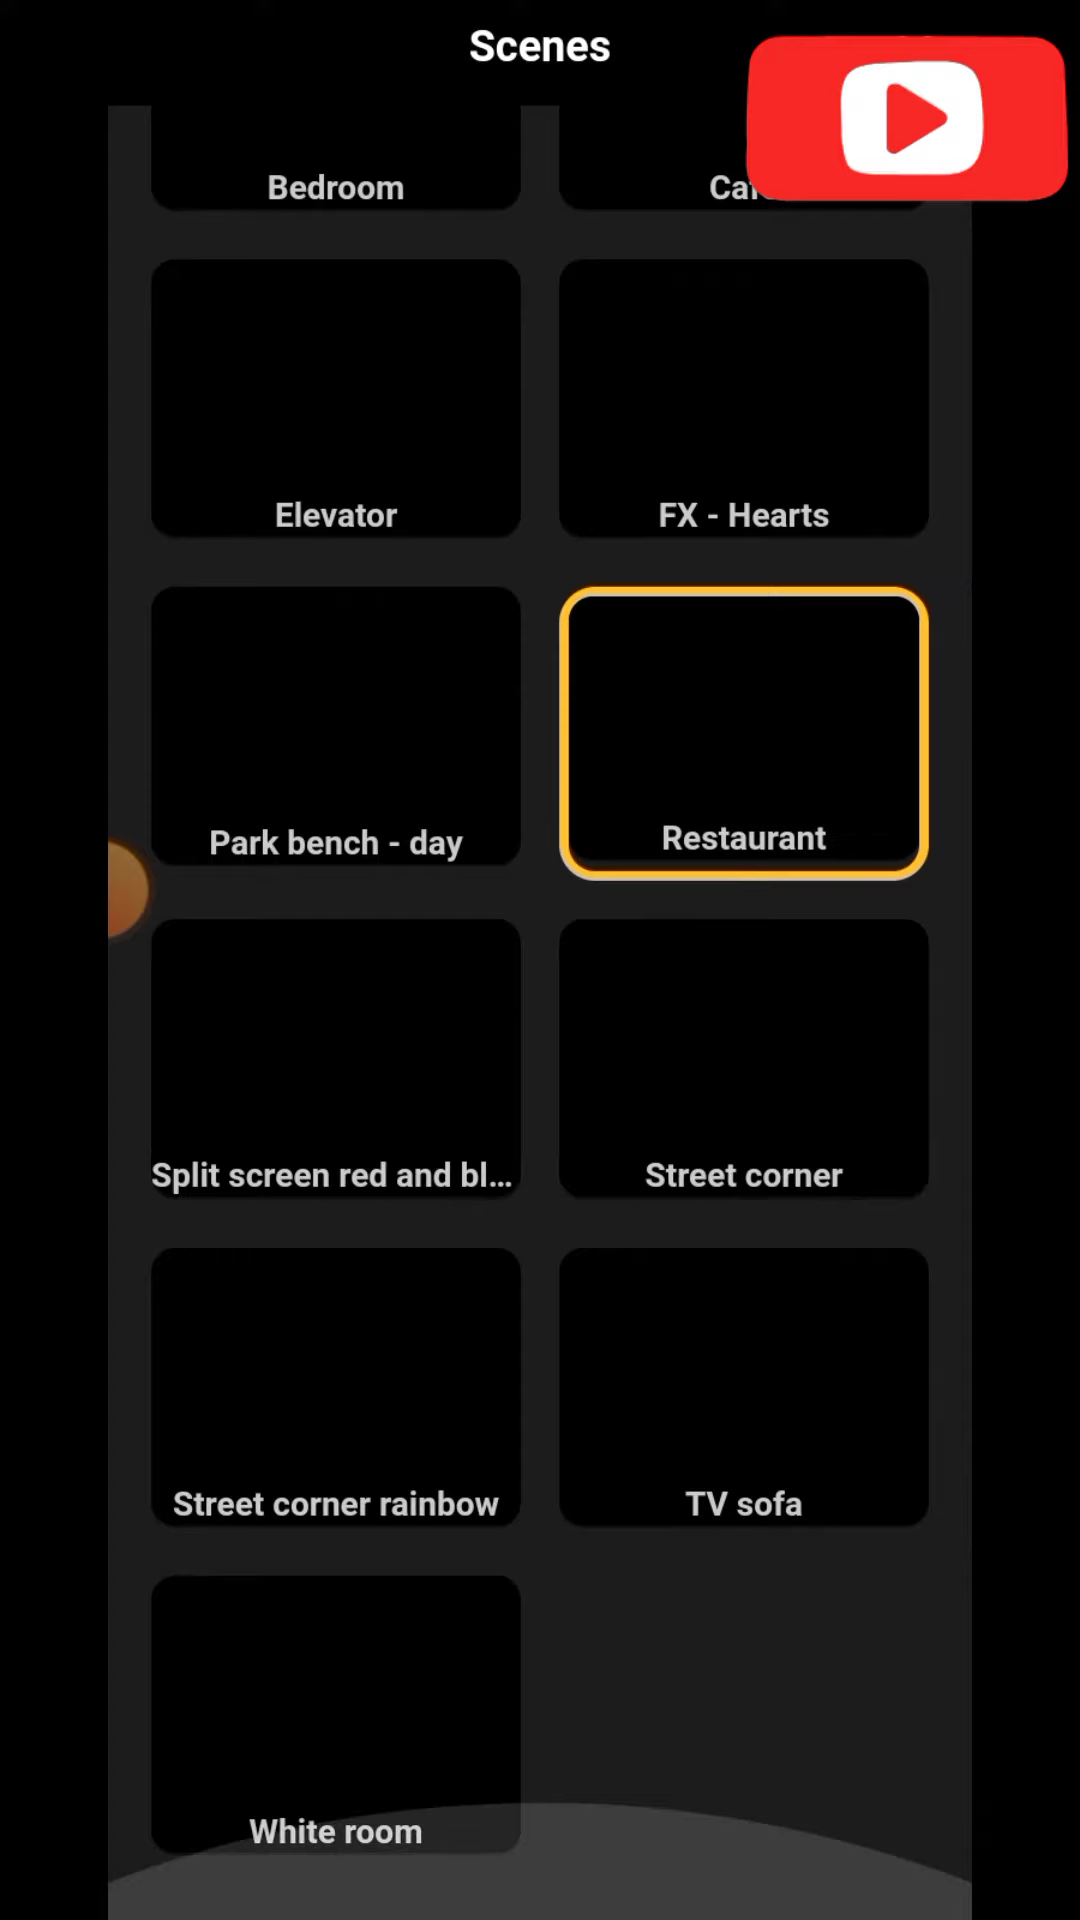 Scenes
Bedroom
Elevator
FX - Hearts
Park bench - day
Restaurant
Split screen red and bl...
Street corner
Street corner rainbow
TV sofa
White room